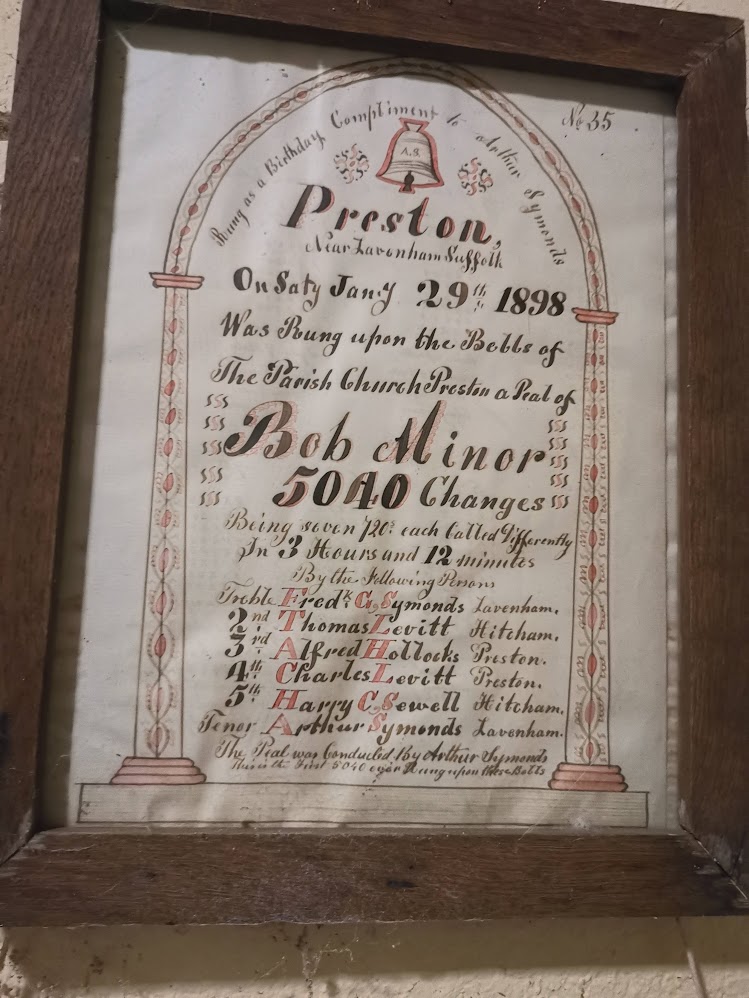 No 35
Rung as a Birthday Compliment to Arthur Symonds
A.S.
Preston,
Near Lavenham Suffolk
On Saty Jany 29th 1898
Was Rung upon the Bells of
The Parish Church Preston a Peal of
Bob Minor
5040 Changes
Being seven 720s each Called Differently
In 3 Hours and 12 minutes
By the Following Persons
Treble Fredk G. Symonds Lavenham.
2nd Thomas Levitt Hitcham.
3rd Alfred Hollocks Preston.
4th Charles Levitt Preston.
5th Harry C. Sewell Hitcham.
Tenor Arthur Symonds Lavenham.
The Peal was Conducted By Arthur Symonds
this is the First 5040 ever Rung upon these Bells